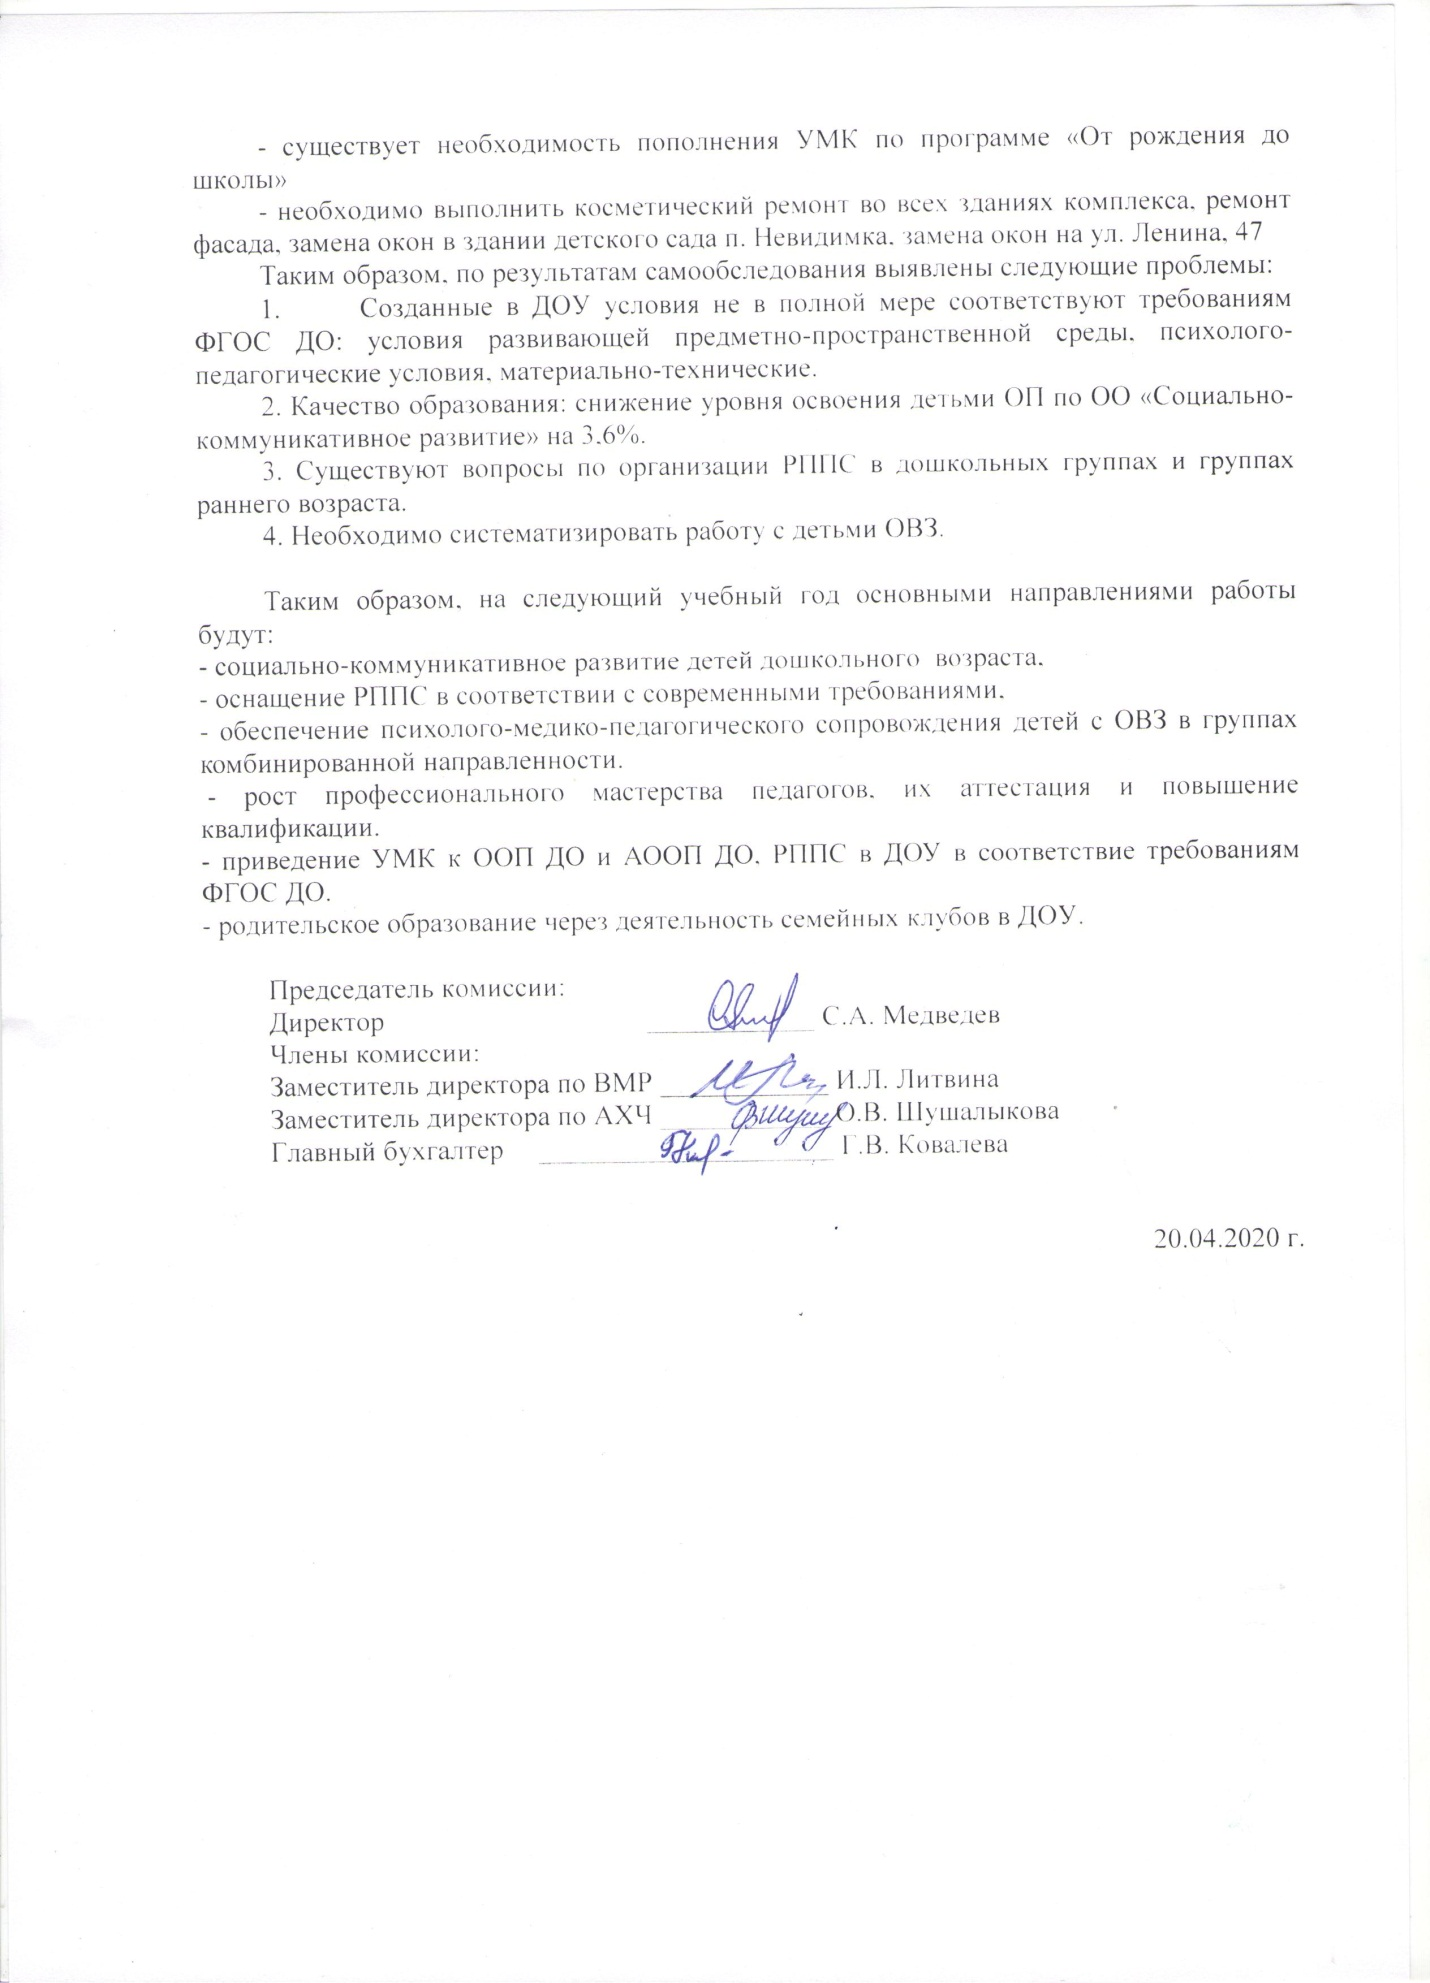 - существует необходимость пополнения УМК по программе «От рождения до
школы»
- необходимо выполнить косметический ремонт во всех зданиях комплекса, ремонт
фасада, замена окон в здании детского сада п. Невидимка, замена окон на ул. Ленина, 47
Таким образом, по результатам самообследования выявлены следующие проблемы:
1. Созданные в ДОУ условия не в полной мере соответствуют требованиям
ФГОС ДО: условия развивающей предметно-пространственной среды, психолого-
педагогические условия, материально-технические.
2. Качество образования: снижение уровня освоения детьми ОП по ОО «Социально-
коммуникативное развитие» на 3,6%.
3. Существуют вопросы по организации РППС в дошкольных группах и группах
раннего возраста.
4. Необходимо систематизировать работу с детьми ОВЗ.
Таким образом, на следующий учебный год основными направлениями работы
будут:
- социально-коммуникативное развитие детей дошкольного возраста,
- оснащение РППС в соответствии с современными требованиями,
- обеспечение психолого-медико-педагогического сопровождения детей с ОВЗ в группах
комбинированной направленности.
- рост профессионального мастерства педагогов, их аттестация и повышение
квалификации.
- приведение УМК к ООП ДО и АООП ДО, РППС в ДОУ в соответствие требованиям
ФГОС ДО.
- родительское образование через деятельность семейных клубов в ДОУ.
Председатель комиссии:
Директор С.А. Медведев
Члены комиссии:
Заместитель директора по ВМР И.Л. Литвина
Заместитель директора по АХЧ О.В. Шушалыкова
Главный бухгалтер Г.В. Ковалева
20.04.2020 г.